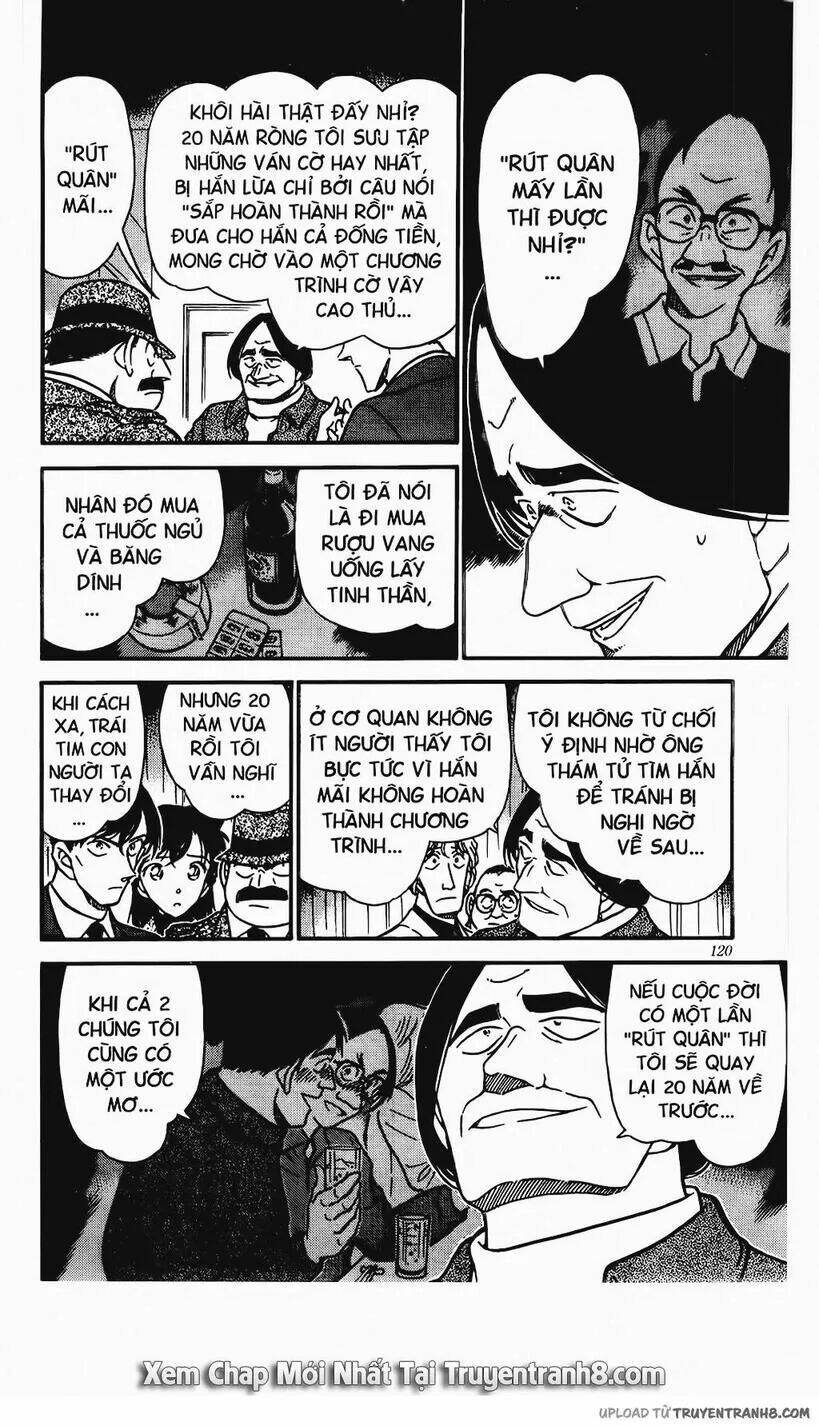 "RÚT QUÂN
MẤY LẦN
THÌ ĐƯỢC
NHỈ?"
...
KHÔI HÀI THẬT ĐẤY NHỈ?
20 NĂM RÒNG TÔI SƯU TẬP
NHỮNG VÁN CỜ HAY NHẤT,
BỊ HẮN LỪA CHỈ BỞI CÂU NÓI
"SẮP HOÀN THÀNH RỒI" MÀ
ĐƯA CHO HẮN CẢ ĐỐNG TIỀN,
MONG CHỜ VÀO MỘT CHƯƠNG
TRÌNH CỜ VÂY
CAO THỦ...
"RÚT
QUÂN"
MÃI...
TÔI ĐÃ NÓI
LÀ ĐI MUA
RƯỢU VANG
UỐNG LẤY
TINH THẦN,
NHÂN ĐÓ MUA
CẢ THUỐC NGỦ
VÀ BĂNG
DÍNH
...
TÔI KHÔNG TỪ CHỐI
Ý ĐỊNH NHỜ ÔNG
THÁM TỬ TÌM HẮN
ĐỂ TRÁNH BỊ
NGHI NGỜ
VỀ SAU...
Ở CƠ QUAN KHÔNG
ÍT NGƯỜI THẤY TÔI
BỰC TỨC VÌ HẮN
MÃI KHÔNG HOÀN
THÀNH CHƯƠNG
TRÌNH...
NHƯNG 20
NĂM VỪA
RỒI TÔI
VẪN NGHĨ
...
KHI CÁCH
XA, TRÁI
TIM CON
NGƯỜI TA
THAY ĐỔI
...
120
NẾU CUỘC ĐỜI
CÓ MỘT LẦN
"RÚT QUÂN" THÌ
TÔI SẼ QUAY
LẠI 20 NĂM VỀ
TRƯỚC...
KHI CẢ 2
CHÚNG TÔI
CÙNG CÓ
MỘT ƯỚC
MƠ...
Xem Chap Mới Nhất Tại Truyentranh8.com
UPLOAD TỪ TRUYENTRANH8.COM